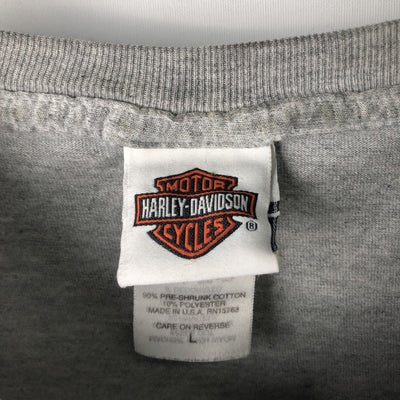 MOTOR
HARLEY-DAVIDSON
CYCLES
®
90% PRE-SHRUNK COTTON
10% POLYESTER
MADE IN U.S.A. RN15763
CARE ON REVERSE
L